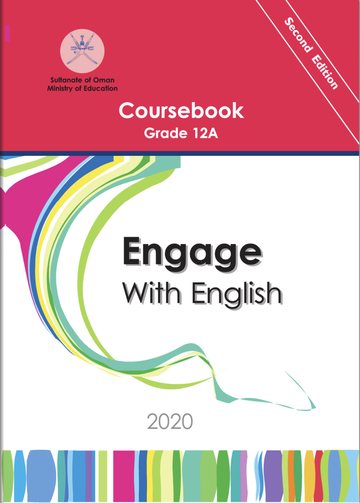 Second Edition
Sultanate of Oman
Ministry of Education
Coursebook
Grade 12A
Engage
With English
2020